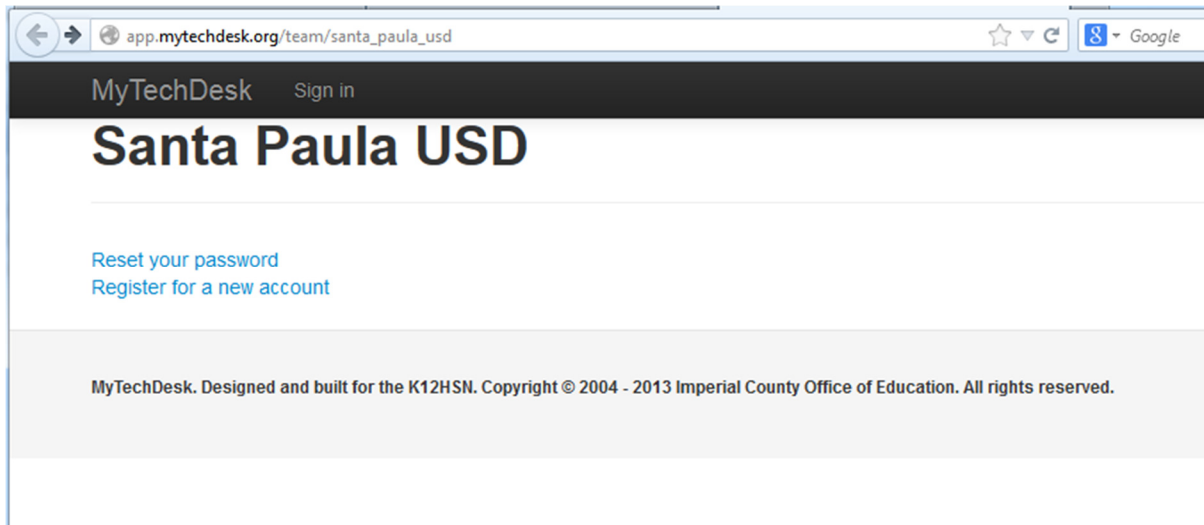 app.mytechdesk.org/team/santa_paula_usd
8 Google
MyTechDesk Sign in
Santa Paula USD
Reset your password
Register for a new account
MyTechDesk. Designed and built for the K12HSN. Copyright © 2004 - 2013 Imperial County Office of Education. All rights reserved.